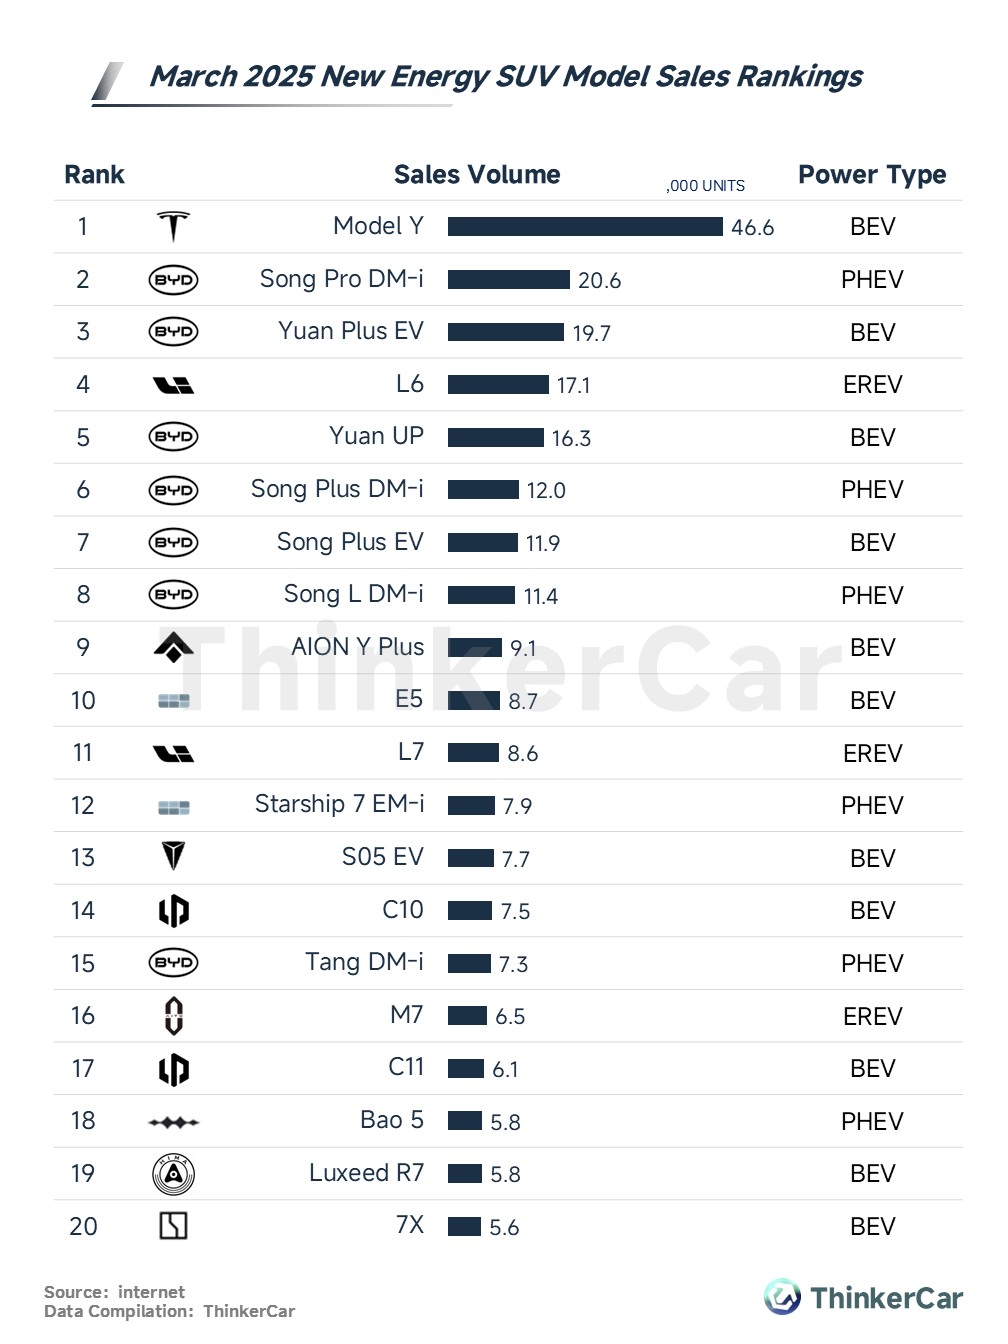 March 2025 New Energy SUV Model Sales Rankings
Rank Sales Volume ,000 UNITS Power Type
1 Model Y 46.6 BEV
2 BYD Song Pro DM-i 20.6 PHEV
3 BYD Yuan Plus EV 19.7 BEV
4 L6 17.1 EREV
5 BYD Yuan UP 16.3 BEV
6 BYD Song Plus DM-i 12.0 PHEV
7 BYD Song Plus EV 11.9 BEV
8 BYD Song L DM-i 11.4 PHEV
ThinkerCar
9 AION Y Plus 9.1 BEV
10 E5 8.7 BEV
11 L7 8.6 EREV
12 Starship 7 EM-i 7.9 PHEV
13 S05 EV 7.7 BEV
14 C10 7.5 BEV
15 BYD Tang DM-i 7.3 PHEV
16 M7 6.5 EREV
17 C11 6.1 BEV
18 Bao 5 5.8 PHEV
19 HIMA Luxeed R7 5.8 BEV
20 7X 5.6 BEV
Source: internet
Data Compilation: ThinkerCar
ThinkerCar